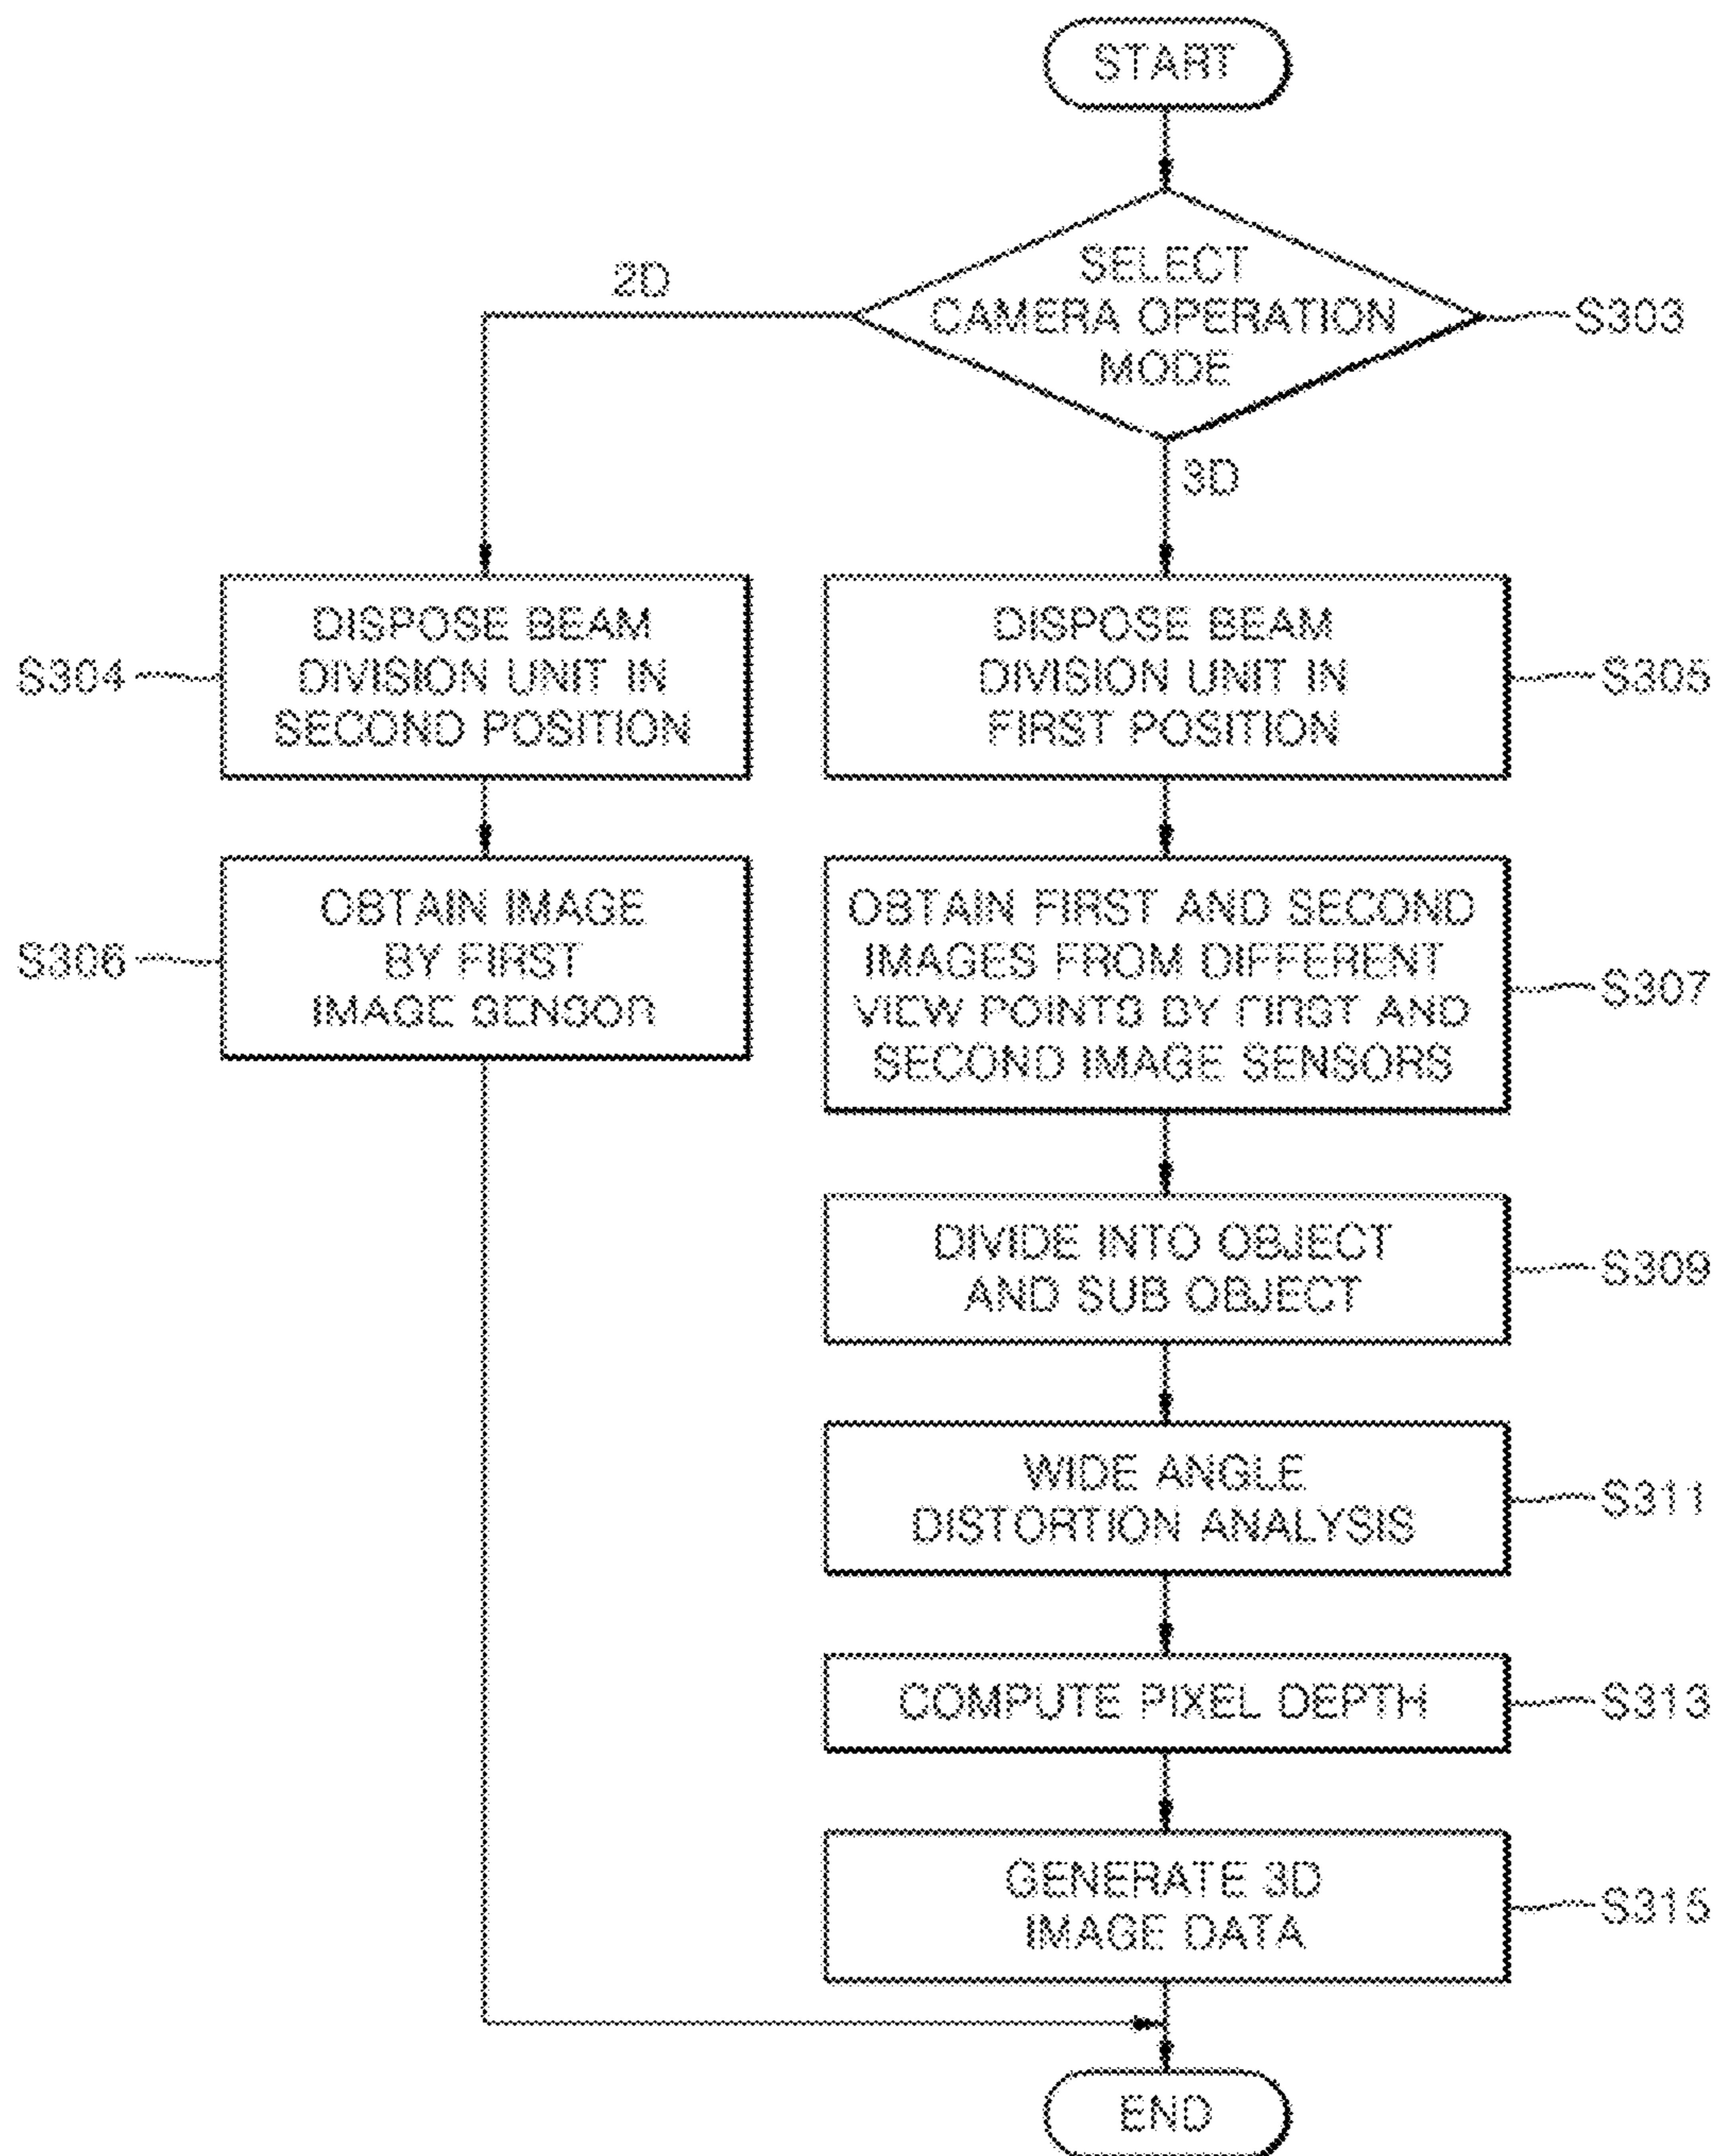 START
SELECT
CAMERA OPERATION
MODE
S303
2D
3D
DISPOSE BEAM
DIVISION UNIT IN
SECOND POSITION
S304
DISPOSE BEAM
DIVISION UNIT IN
FIRST POSITION
S305
OBTAIN IMAGE
BY FIRST
IMAGE SENSOR
S306
OBTAIN FIRST AND SECOND
IMAGES FROM DIFFERENT
VIEW POINTS BY FIRST AND
SECOND IMAGE SENSORS
S307
DIVIDE INTO OBJECT
AND SUB OBJECT
S309
WIDE ANGLE
DISTORTION ANALYSIS
S311
COMPUTE PIXEL DEPTH
S313
GENERATE 3D
IMAGE DATA
S315
END